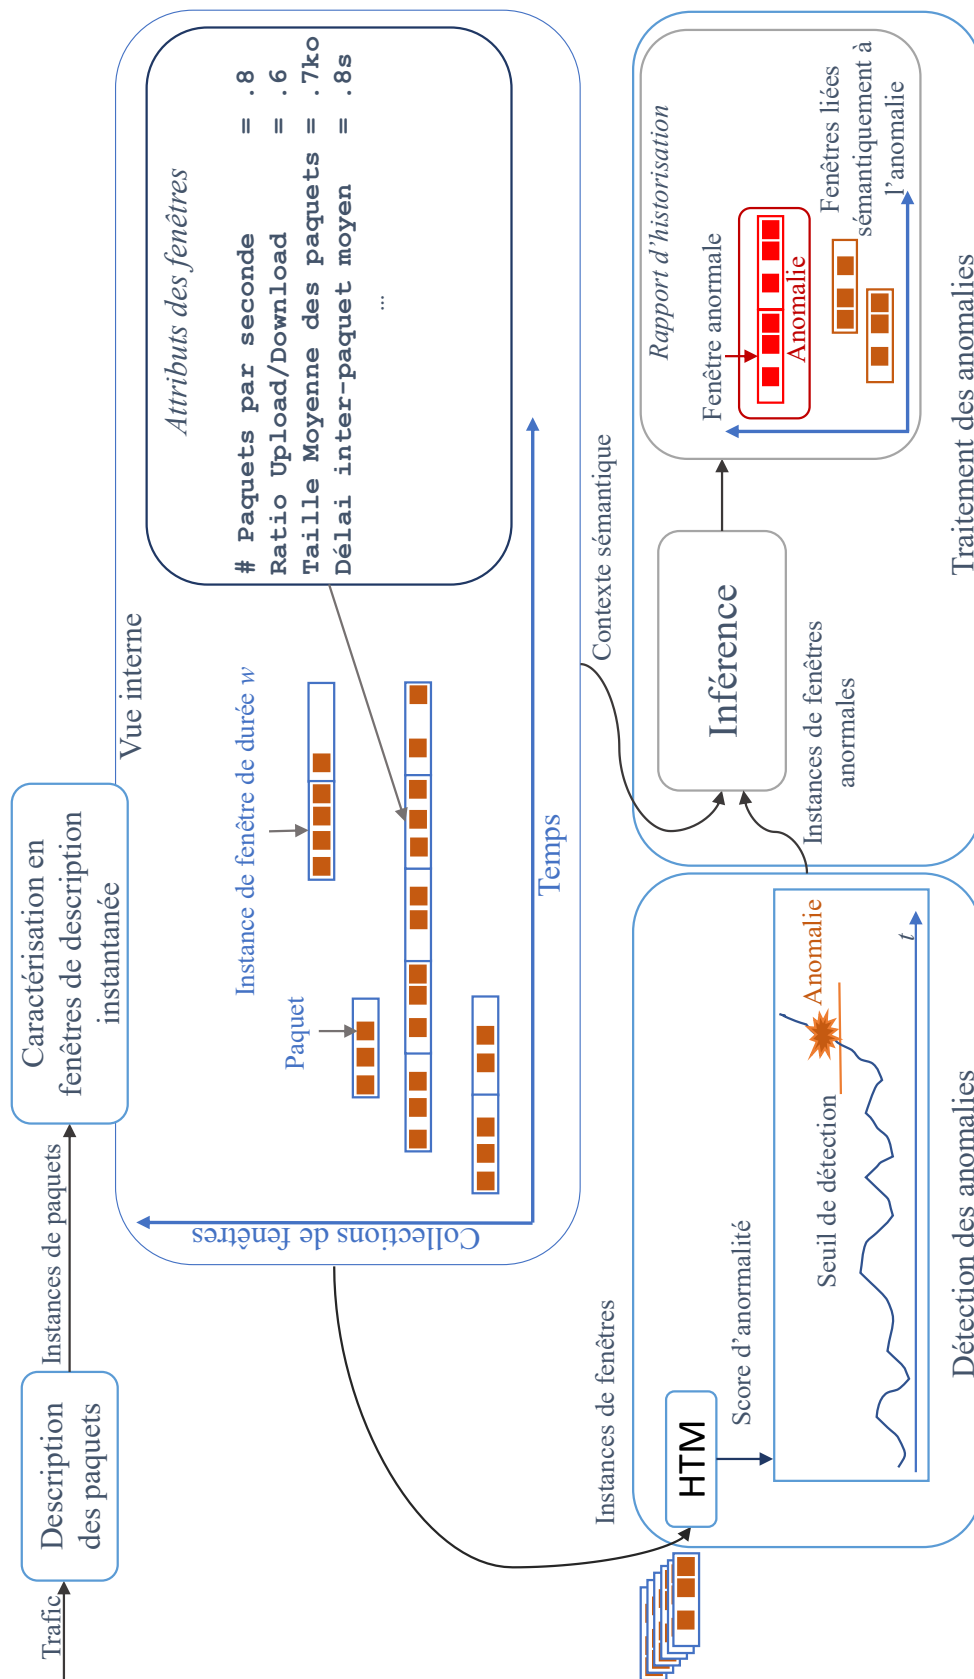 Trafic
Description
des paquets
Instances de paquets
Caractérisation en
fenêtres de description
instantanée
Vue interne
Collections de fenêtres
Temps
Paquet
Instance de fenêtre de durée w
Attributs des fenêtres
# Paquets par seconde = .8
Ratio Upload/Download = .6
Taille Moyenne des paquets = .7ko
Délai inter-paquet moyen = .8s
...
Instances de fenêtres
HTM
Score d’anormalité
Seuil de détection
Anomalie
t
Détection des anomalies
Contexte sémantique
Instances de fenêtres
anormales
Inférence
Rapport d’historisation
Fenêtre anormale
Anomalie
Fenêtres liées
sémantiquement à
l’anomalie
Traitement des anomalies